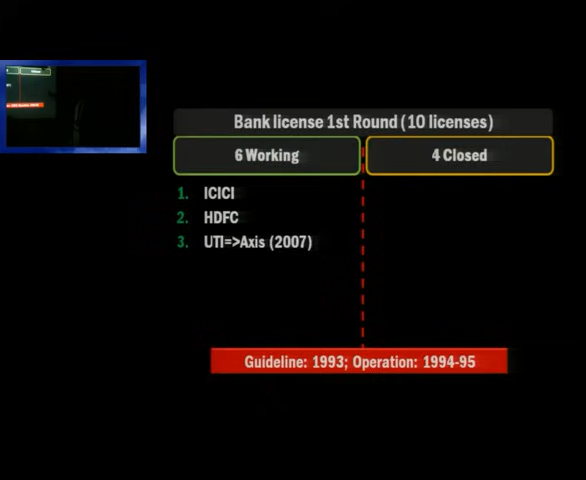 Bank license 1st Round (10 licenses)
6 Working
4 Closed
1. ICICI
2. HDFC
3. UTI=>Axis (2007)
Guideline: 1993; Operation: 1994-95